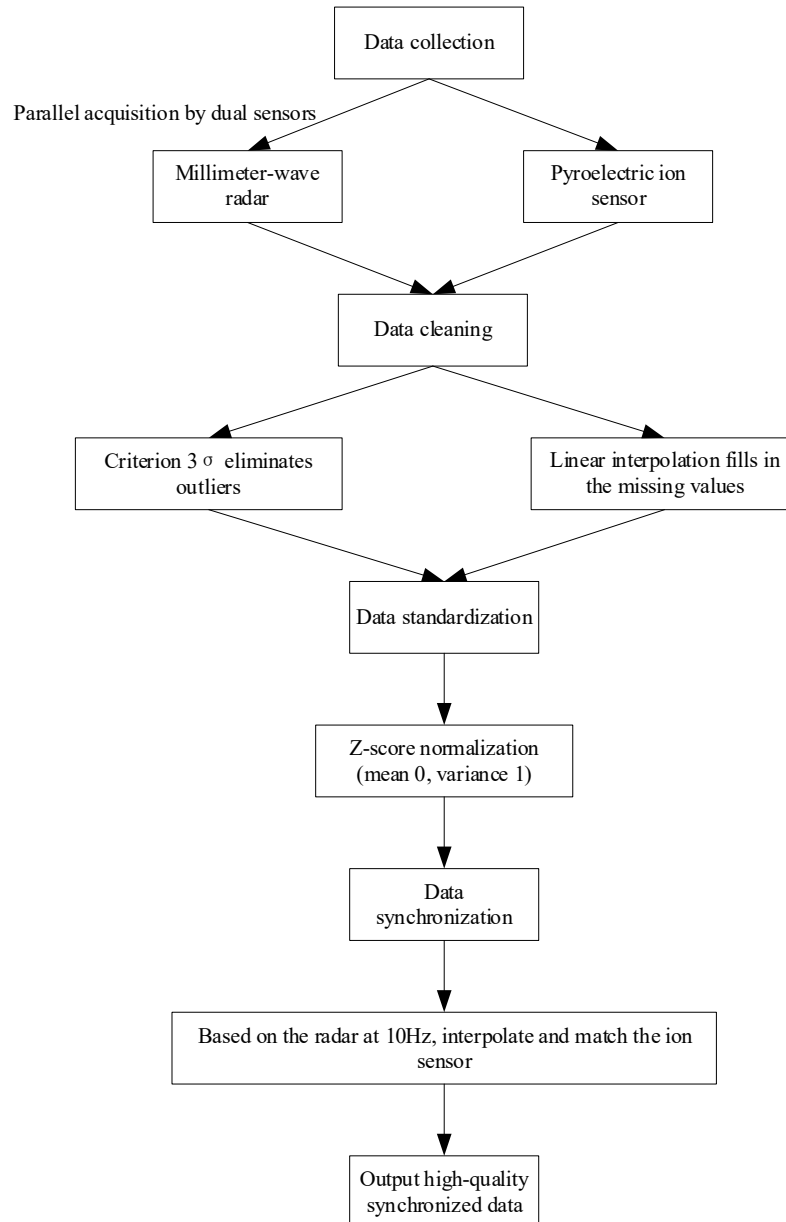 Data collection
Parallel acquisition by dual sensors
Millimeter-wave
radar
Pyroelectric ion
sensor
Data cleaning
Criterion 3σ eliminates
outliers
Linear interpolation fills in
the missing values
Data standardization
Z-score normalization
(mean 0, variance 1)
Data
synchronization
Based on the radar at 10Hz, interpolate and match the ion
sensor
Output high-quality
synchronized data